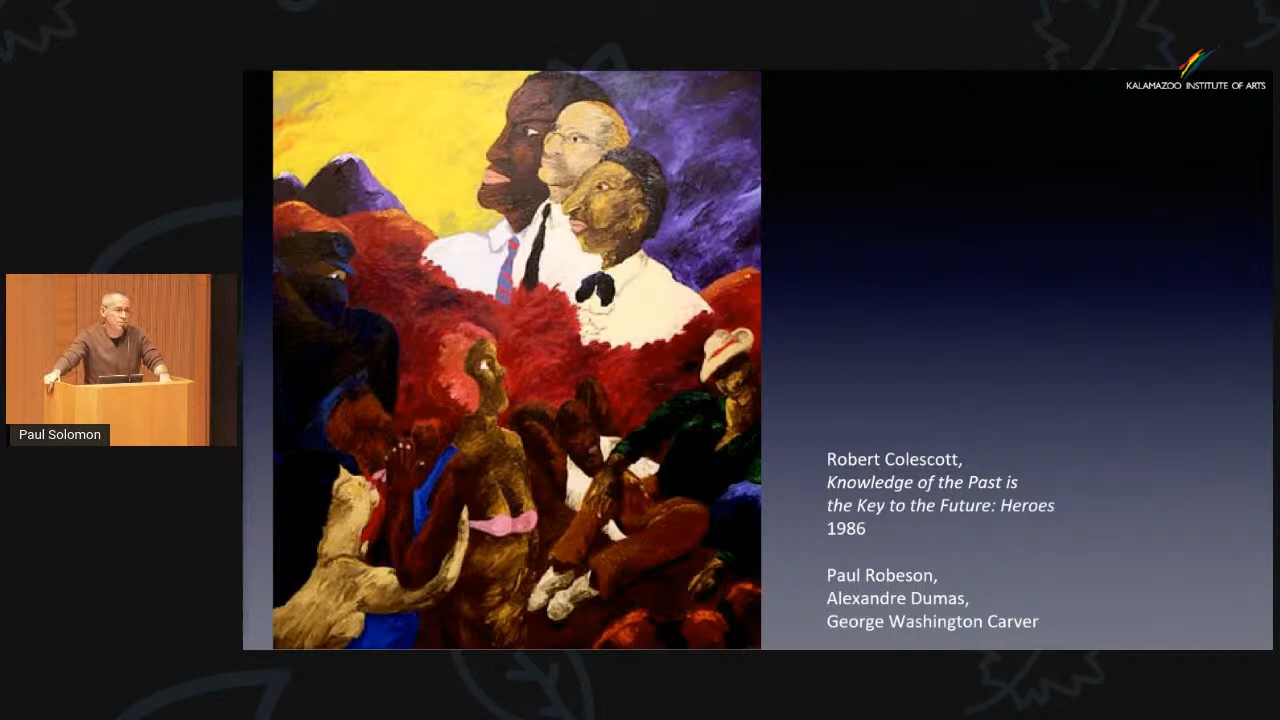 KALAMAZOO INSTITUTE OF ARTS
Paul Solomon
Robert Colescott,
Knowledge of the Past is
the Key to the Future: Heroes
1986
Paul Robeson,
Alexandre Dumas,
George Washington Carver